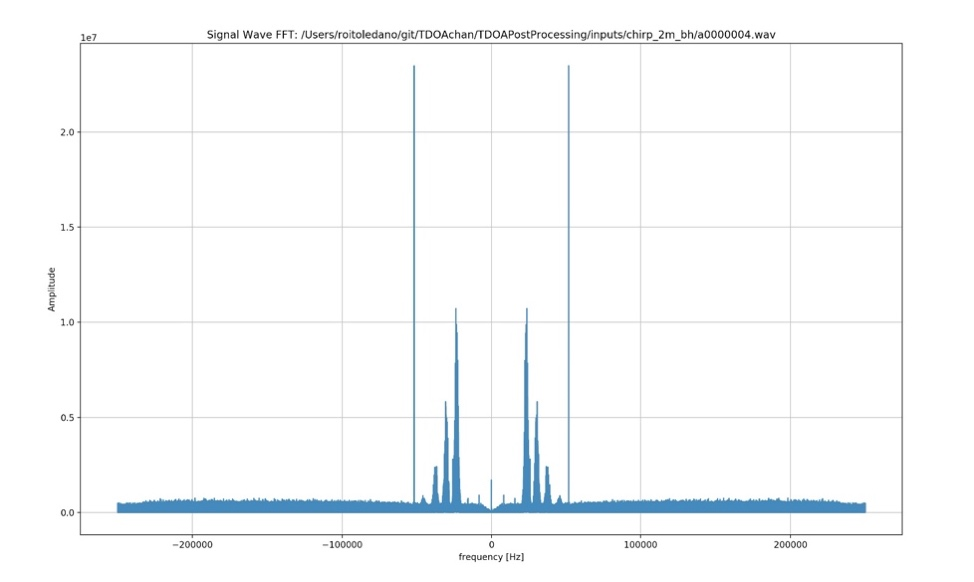 Signal Wave FFT: /Users/roitoledano/git/TDOAchan/TDOAPostProcessing/inputs/chirp_2m_bh/a0000004.wav
1e7
2.0
1.5
1.0
0.5
0.0
Amplitude
−200000 −100000 0 100000 200000
frequency [Hz]